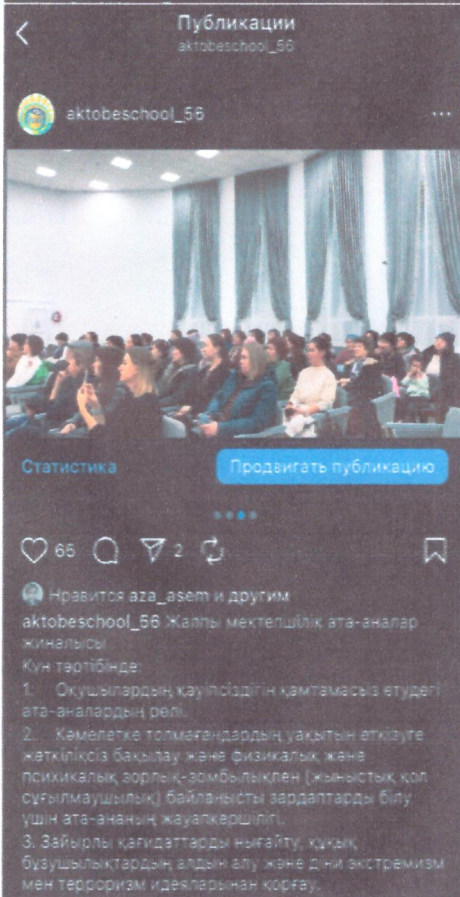 Публикации
aktobeschool_56
aktobeschool_56
Статистика
Продвигать публикацию
65
2
Нравится aza_asem и другим
aktobeschool_56 Жалпы мектепшілік ата-аналар
жиналысы
Күн тәртібінде:
1. Оқушылардың қауіпсіздігін қамтамасыз етудегі
ата-аналардың рөлі.
2. Кәмелетке толмағандардың уақытын өткізуге
жеткіліксіз бақылау және физикалық және
психикалық зорлық-зомбылықпен (жыныстық қол
сұғылмаушылық) байланысты зардаптарды білу
үшін ата-ананың жауапкершілігі.
3. Зайырлы қағидаттарды нығайту, құқық
бұзушылықтардың алдын алу және діни экстремизм
мен терроризм идеяларынан қорғау.